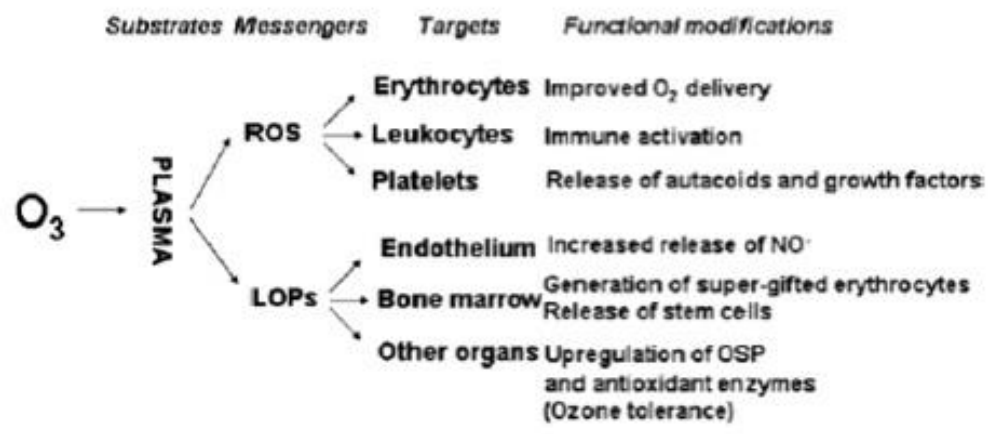 Substrates Messengers Targets Functional modifications
Erythrocytes Improved O₂ delivery
ROS Leukocytes Immune activation
Platelets Release of autacoids and growth factors
O₃ PLASMA
Endothelium Increased release of NO·
LOPs Bone marrow Generation of super-gifted erythrocytes
Release of stem cells
Other organs Upregulation of OSP
and antioxidant enzymes
(Ozone tolerance)